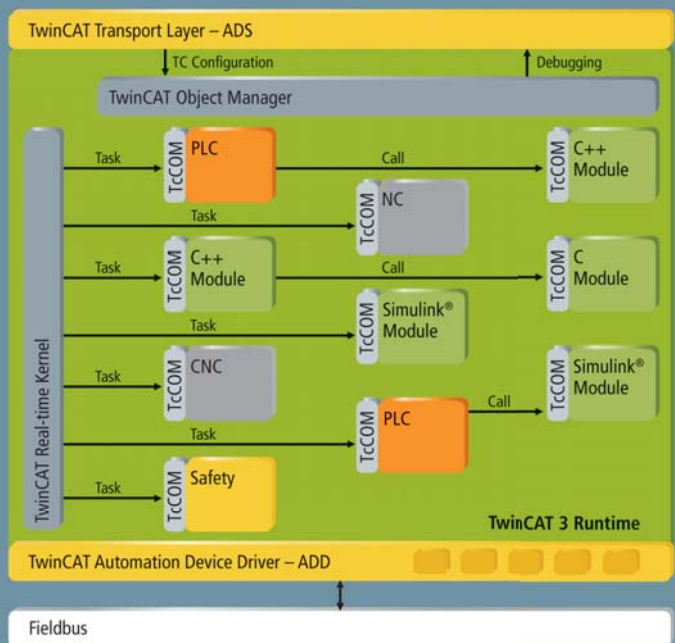 TwinCAT Transport Layer – ADS
TC Configuration
Debugging
TwinCAT Object Manager
TwinCAT Real-time Kernel
Task
TcCOM
PLC
Call
TcCOM
C++
Module
Task
TcCOM
NC
Task
TcCOM
C++
Module
Call
TcCOM
C
Module
Task
TcCOM
Simulink®
Module
Task
TcCOM
CNC
TcCOM
Simulink®
Module
Task
TcCOM
PLC
Call
Task
TcCOM
Safety
TwinCAT 3 Runtime
TwinCAT Automation Device Driver – ADD
Fieldbus